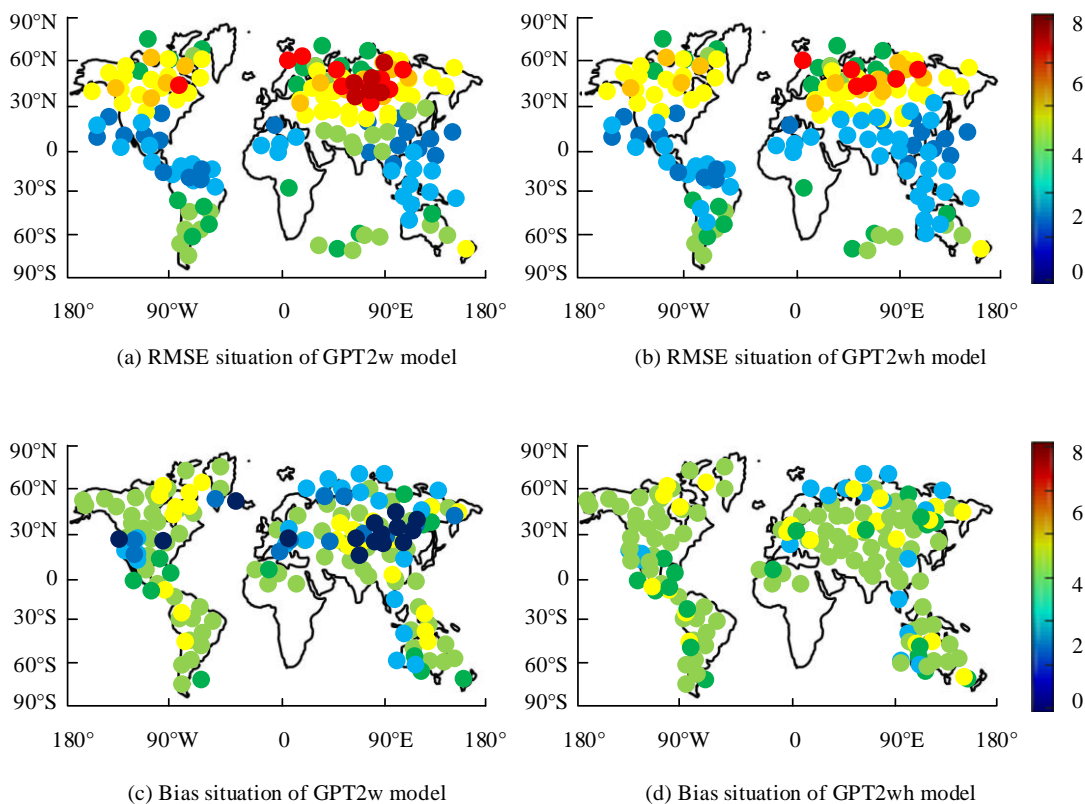 90°N
60°N
30°N
0
30°S
60°S
90°S
180°
90°W
0
90°E
180°
(a) RMSE situation of GPT2w model
90°N
60°N
30°N
0
30°S
60°S
90°S
180°
90°W
0
90°E
180°
(b) RMSE situation of GPT2wh model
8
6
4
2
0
90°N
60°N
30°N
0
30°S
60°S
90°S
180°
90°W
0
90°E
180°
(c) Bias situation of GPT2w model
90°N
60°N
30°N
0
30°S
60°S
90°S
180°
90°W
0
90°E
180°
(d) Bias situation of GPT2wh model
8
6
4
2
0